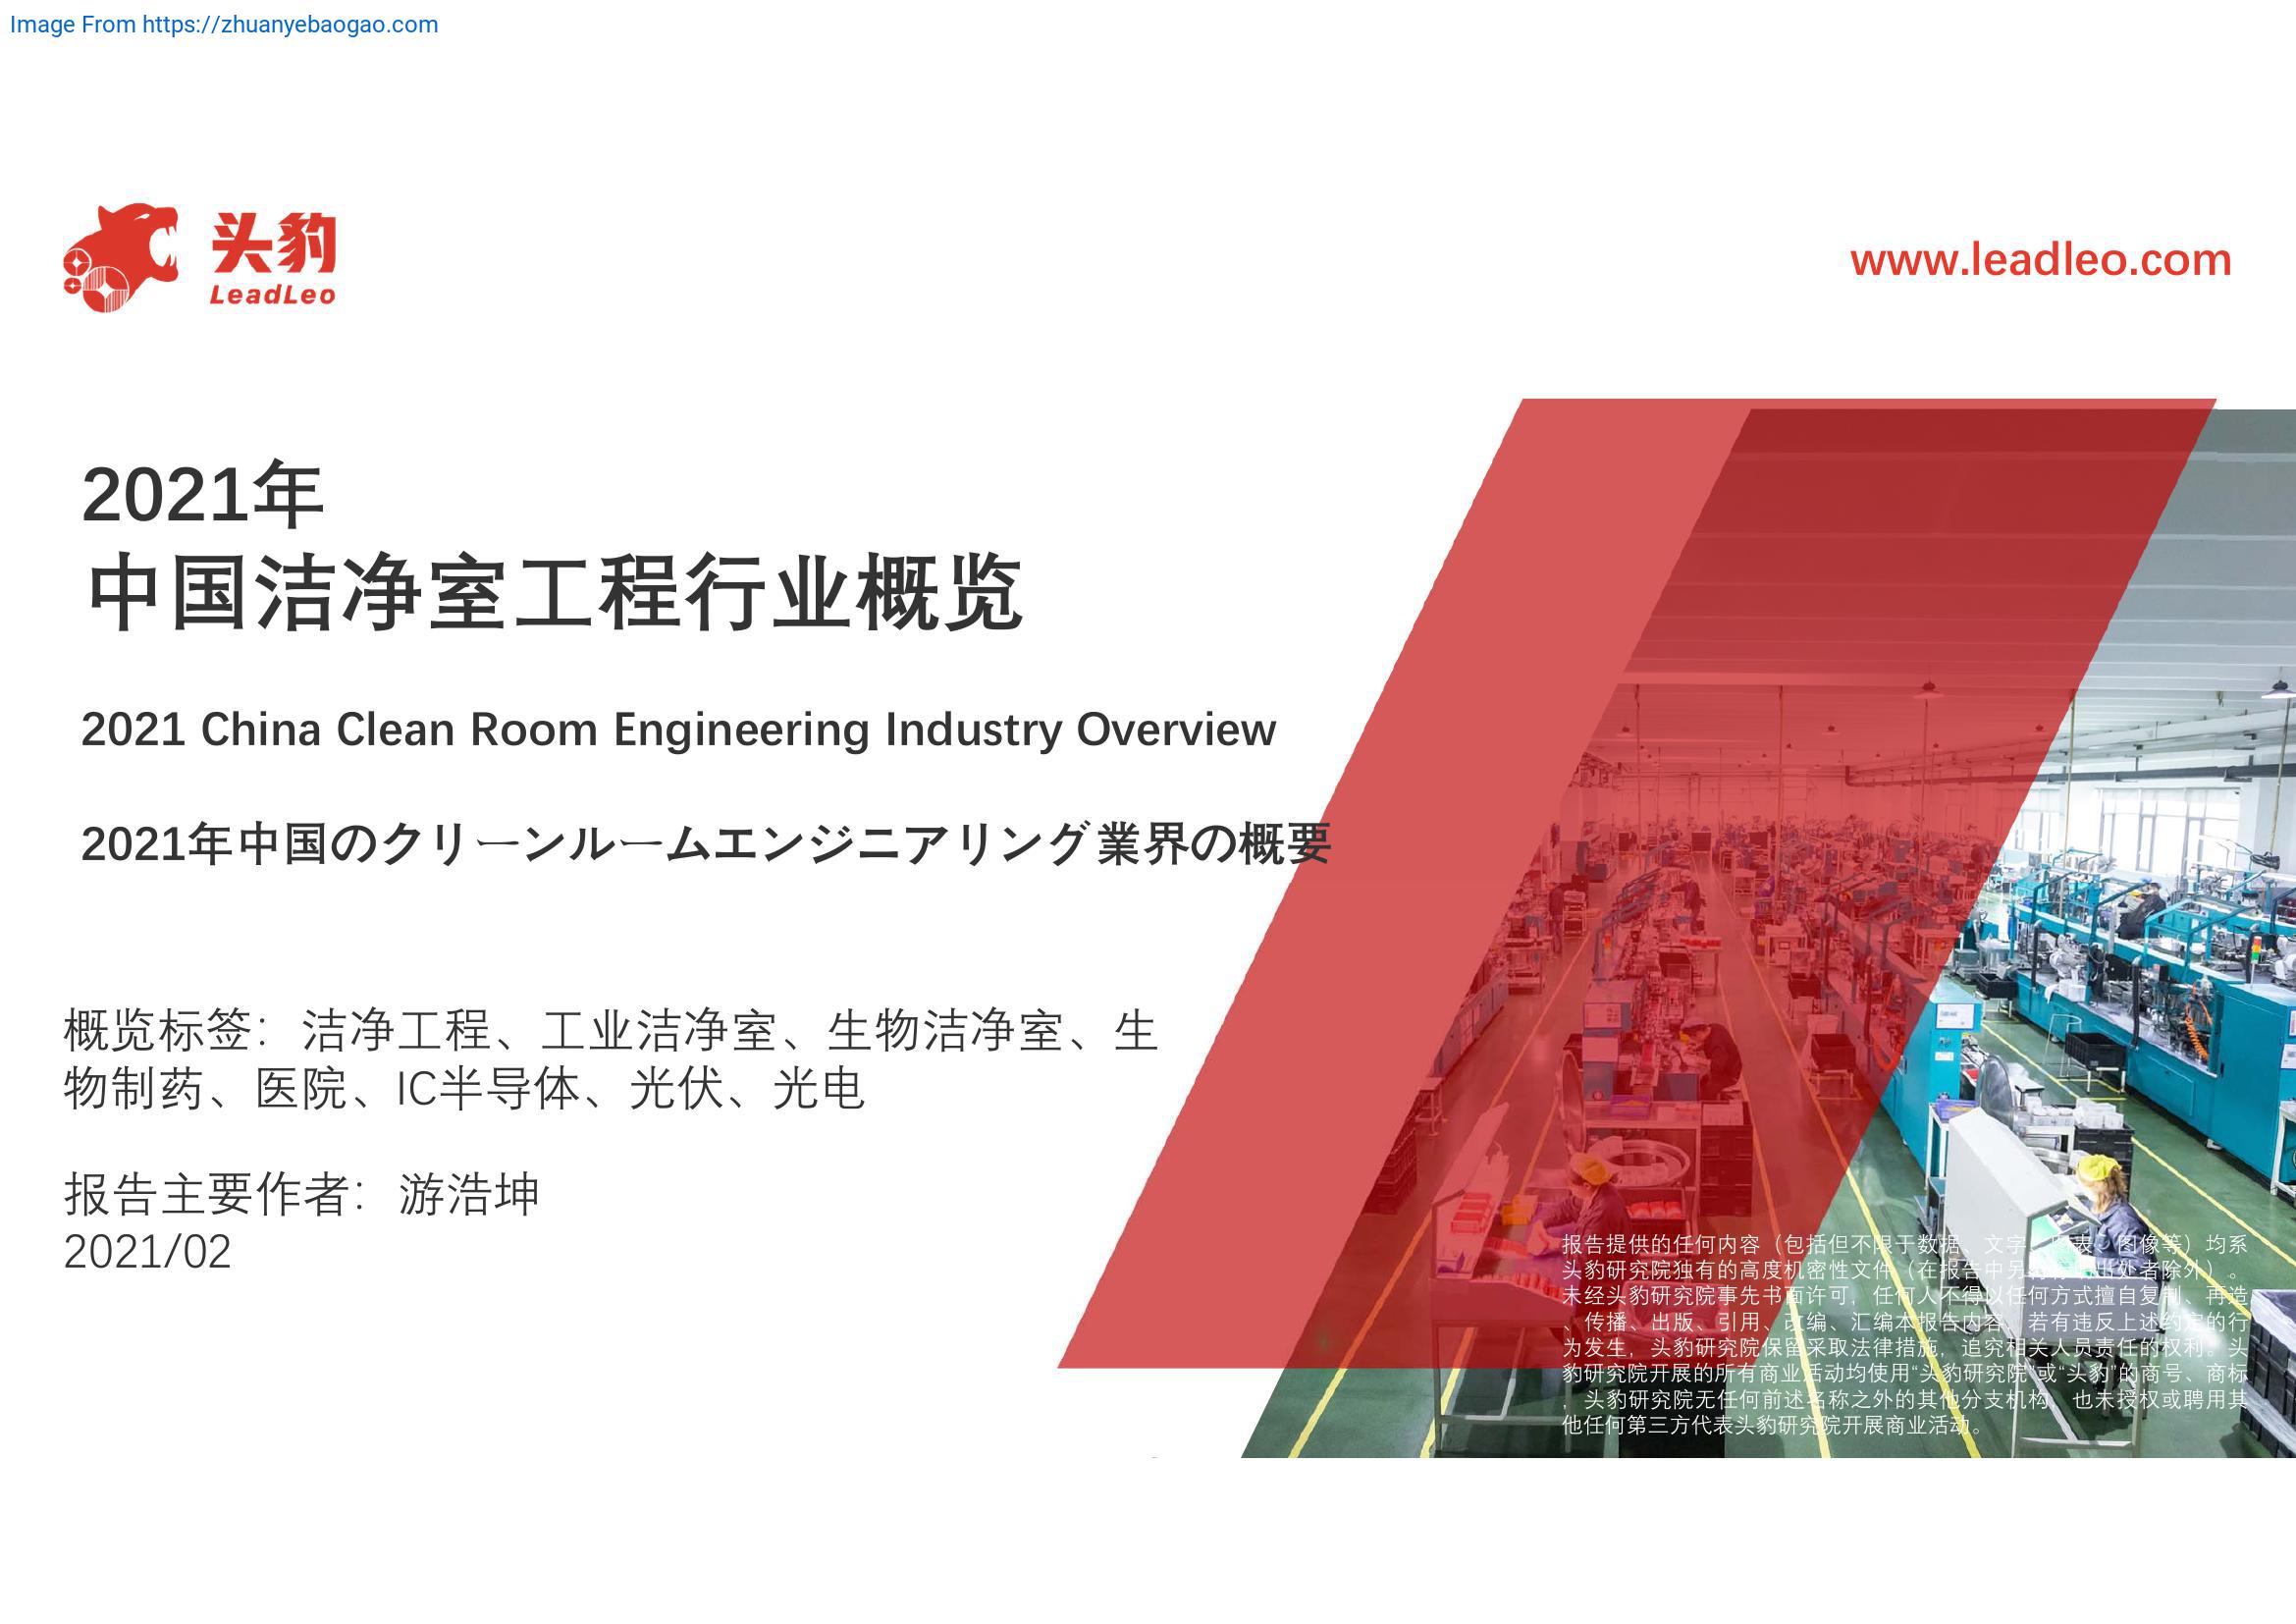 Image From https://zhuanyebaogao.com
头豹
LeadLeo
www.leadleo.com
2021年
中国洁净室工程行业概览
2021 China Clean Room Engineering Industry Overview
2021年中国のクリーンルームエンジニアリング業界の概要
概览标签：洁净工程、工业洁净室、生物洁净室、生
物制药、医院、IC半导体、光伏、光电
报告主要作者：游浩坤
2021/02
报告提供的任何内容（包括但不限于数据、文字、图表、图像等）均系
头豹研究院独有的高度机密性文件（在报告中另行标明出处者除外）。
未经头豹研究院事先书面许可，任何人不得以任何方式擅自复制、再造
、传播、出版、引用、改编、汇编本报告内容，若有违反上述约定的行
为发生，头豹研究院保留采取法律措施，追究相关人员责任的权利。头
豹研究院开展的所有商业活动均使用“头豹研究院”或“头豹”的商号、商标
，头豹研究院无任何前述名称之外的其他分支机构，也未授权或聘用其
他任何第三方代表头豹研究院开展商业活动。